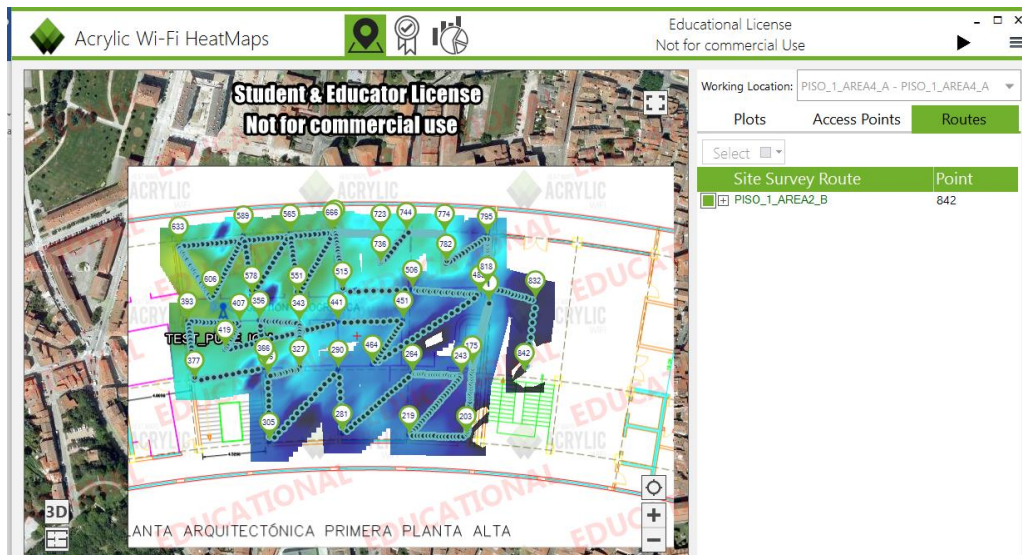 Acrylic Wi-Fi HeatMaps
Educational License
Not for commercial Use
Student & Educator License
Not for commercial use
Working Location:
PISO_1_AREA4_A - PISO_1_AREA4_A
Plots
Access Points
Routes
Select
Site Survey Route
Point
PISO_1_AREA2_B
842
ACRYLIC
ACRYLIC
ACRYLIC
633
589
565
666
723
744
774
795
736
782
606
578
551
515
506
818
832
393
407
356
343
441
451
419
377
366
327
290
464
264
243
175
842
305
281
219
203
EDUCATIONAL
EDUCATIONAL
3D
LANTA ARQUITECTÓNICA PRIMERA PLANTA ALTA